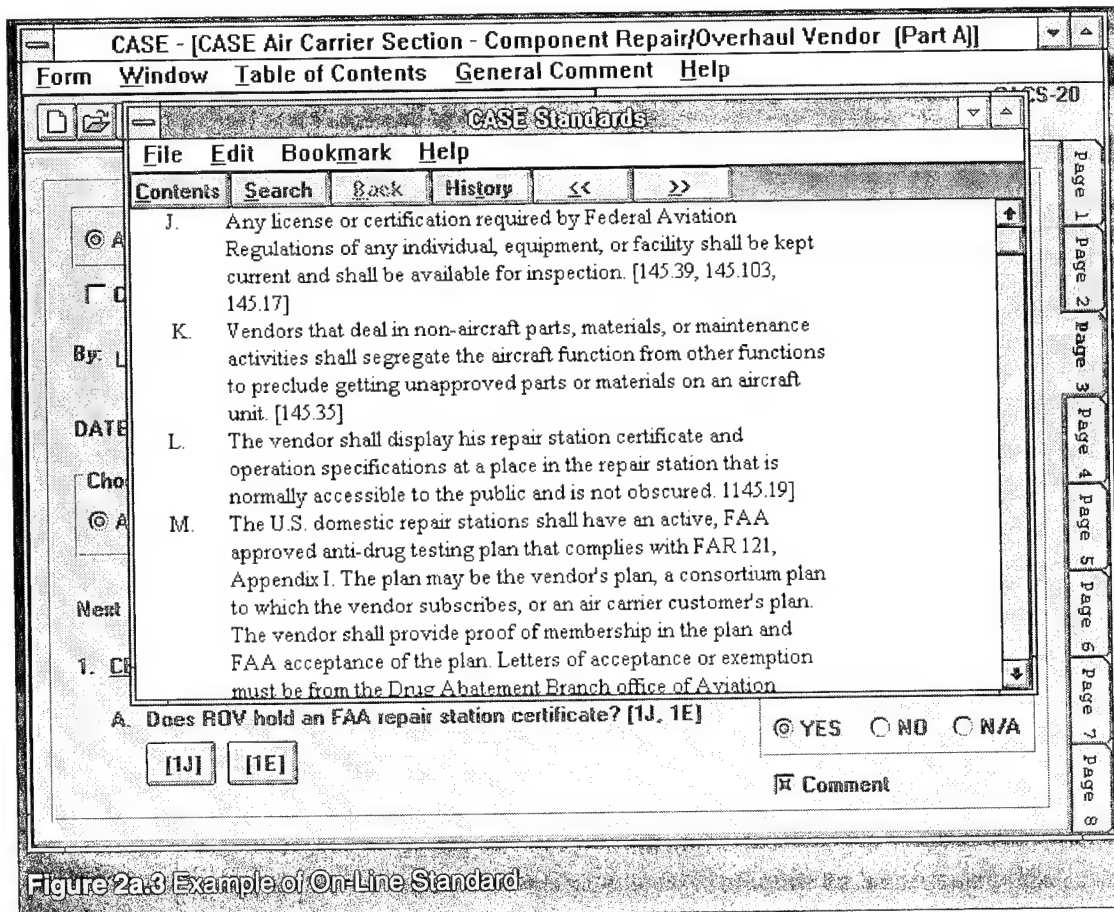 CASE - [CASE Air Carrier Section - Component Repair/Overhaul Vendor (Part A)]
Form Window Table of Contents General Comment Help
CS-20
CASE Standards
File Edit Bookmark Help
Contents Search Back History << >>
J. Any license or certification required by Federal Aviation
Regulations of any individual, equipment, or facility shall be kept
current and shall be available for inspection. [145.39, 145.103,
145.17]
K. Vendors that deal in non-aircraft parts, materials, or maintenance
activities shall segregate the aircraft function from other functions
to preclude getting unapproved parts or materials on an aircraft
unit. [145.35]
L. The vendor shall display his repair station certificate and
operation specifications at a place in the repair station that is
normally accessible to the public and is not obscured. 1145.19]
M. The U.S. domestic repair stations shall have an active, FAA
approved anti-drug testing plan that complies with FAR 121,
Appendix I. The plan may be the vendor's plan, a consortium plan
to which the vendor subscribes, or an air carrier customer's plan.
The vendor shall provide proof of membership in the plan and
FAA acceptance of the plan. Letters of acceptance or exemption
must be from the Drug Abatement Branch office of Aviation
By:
DATE
Cho
Next
1.
A. Does ROV hold an FAA repair station certificate? [1J, 1E]
[1J] [1E]
YES NO N/A
Comment
Page 1
Page 2
Page 3
Page 4
Page 5
Page 6
Page 7
Page 8
Figure 2a.3 Example of On-Line Standard